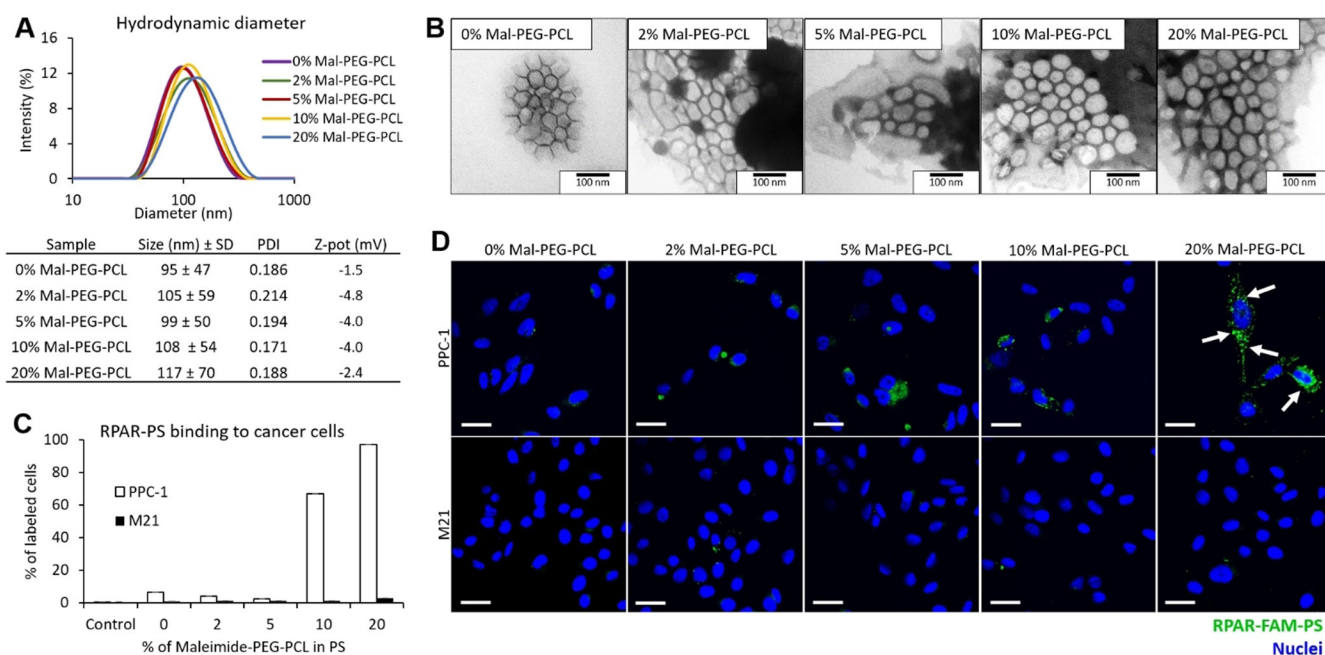 A
Hydrodynamic diameter
Intensity (%)
16
12
8
4
0
10
100
1000
Diameter (nm)
0% Mal-PEG-PCL
2% Mal-PEG-PCL
5% Mal-PEG-PCL
10% Mal-PEG-PCL
20% Mal-PEG-PCL
Sample Size (nm) ± SD PDI Z-pot (mV)
0% Mal-PEG-PCL 95 ± 47 0.186 -1.5
2% Mal-PEG-PCL 105 ± 59 0.214 -4.8
5% Mal-PEG-PCL 99 ± 50 0.194 -4.0
10% Mal-PEG-PCL 108 ± 54 0.171 -4.0
20% Mal-PEG-PCL 117 ± 70 0.188 -2.4
B
0% Mal-PEG-PCL
2% Mal-PEG-PCL
5% Mal-PEG-PCL
10% Mal-PEG-PCL
20% Mal-PEG-PCL
100 nm
100 nm
100 nm
100 nm
100 nm
C
RPAR-PS binding to cancer cells
% of labeled cells
100
80
60
40
20
0
PPC-1
M21
Control 0 2 5 10 20
% of Maleimide-PEG-PCL in PS
D
0% Mal-PEG-PCL
2% Mal-PEG-PCL
5% Mal-PEG-PCL
10% Mal-PEG-PCL
20% Mal-PEG-PCL
PPC-1
M21
RPAR-FAM-PS
Nuclei